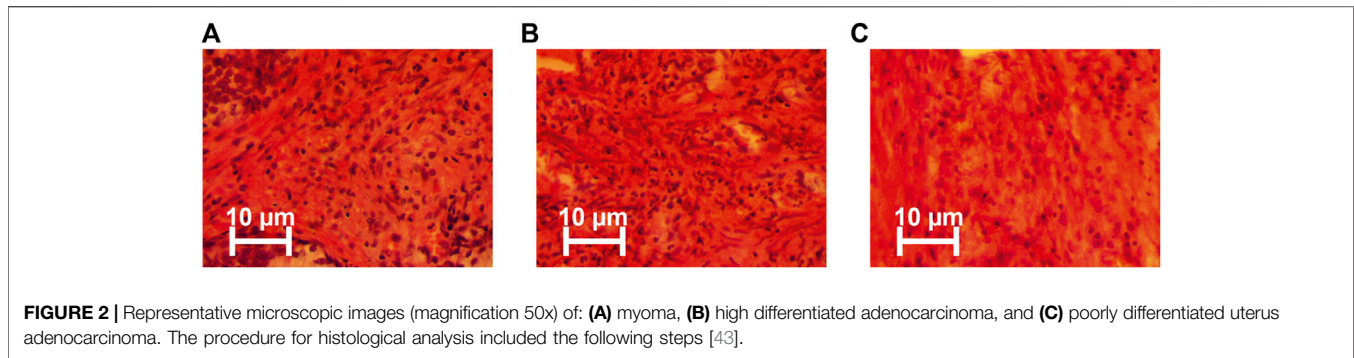 A B C
10 µm 10 µm 10 µm
FIGURE 2 | Representative microscopic images (magnification 50x) of: (A) myoma, (B) high differentiated adenocarcinoma, and (C) poorly differentiated uterus
adenocarcinoma. The procedure for histological analysis included the following steps [43].